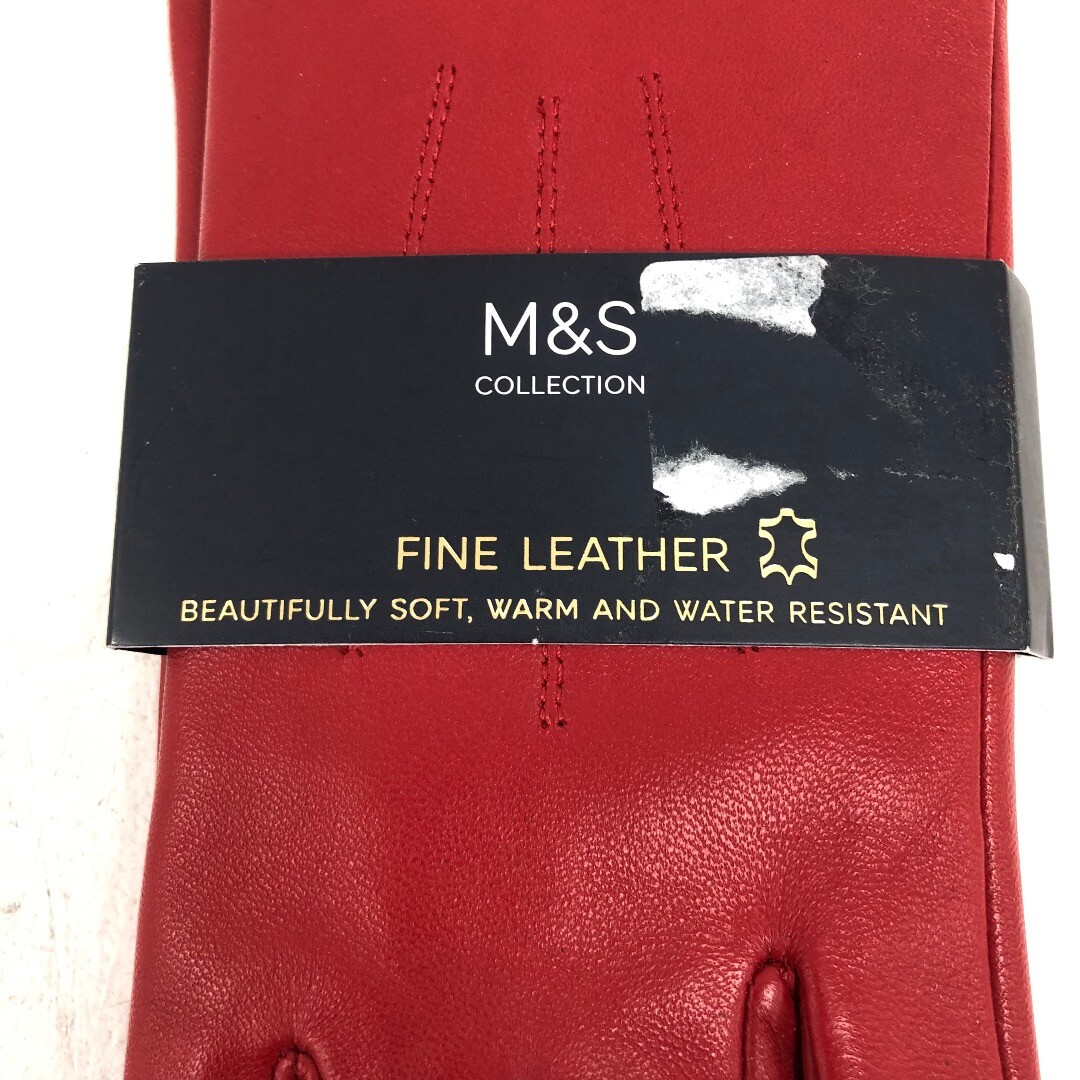 M&S
COLLECTION
FINE LEATHER
BEAUTIFULLY SOFT, WARM AND WATER RESISTANT